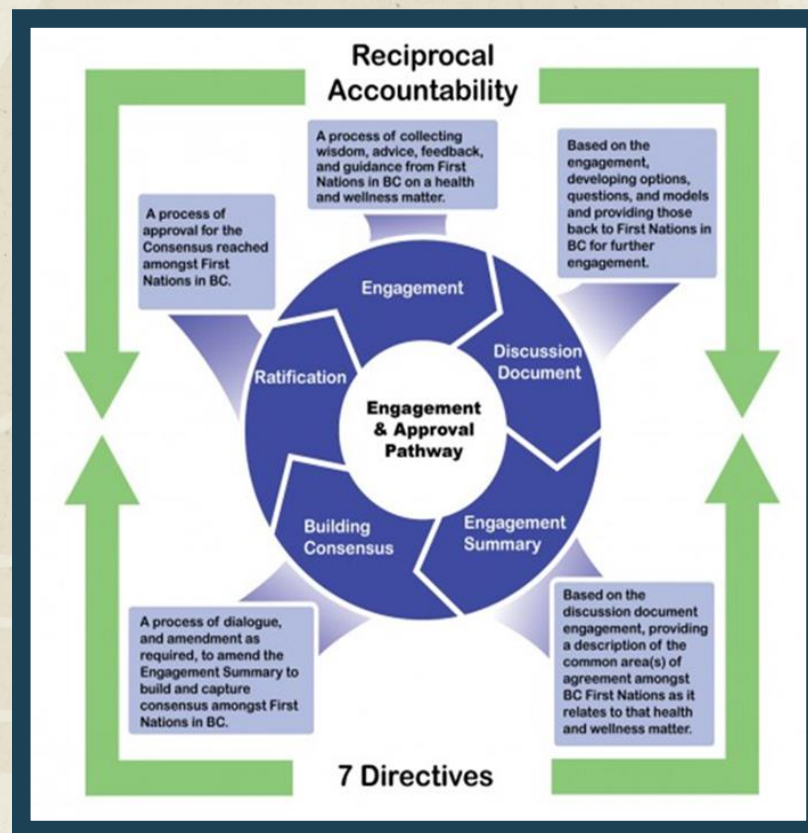 Reciprocal
Accountability
A process of collecting
wisdom, advice, feedback,
and guidance from First
Nations in BC on a health
and wellness matter.
Based on the
engagement,
developing options,
questions, and models
and providing those
back to First Nations in
BC for further
engagement.
A process of
approval for the
Consensus reached
amongst First
Nations in BC.
Engagement
Discussion
Document
Ratification
Engagement
& Approval
Pathway
Building
Consensus
Engagement
Summary
A process of dialogue,
and amendment as
required, to amend the
Engagement Summary to
build and capture
consensus amongst First
Nations in BC.
Based on the
discussion document
engagement, providing
a description of the
common area(s) of
agreement amongst
BC First Nations as it
relates to that health
and wellness matter.
7 Directives